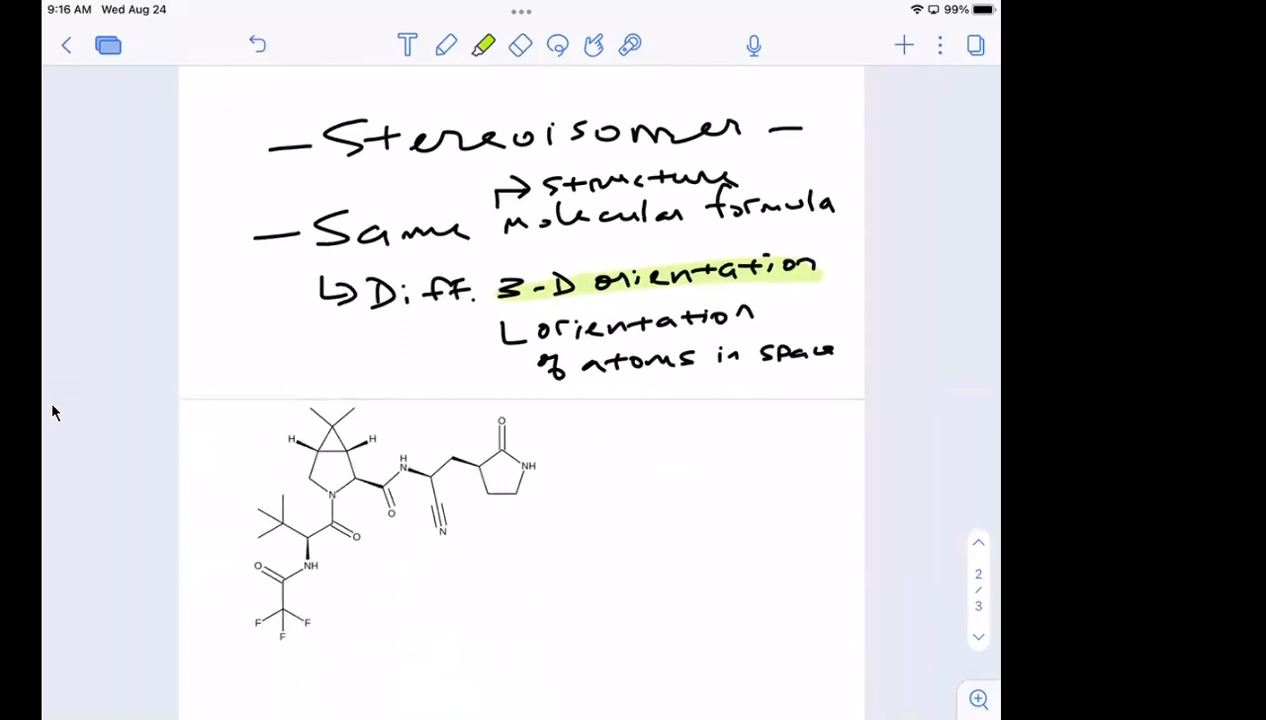 9:16 AM Wed Aug 24
99%
T
— Stereoisomer —
structure
— Same molecular formula
Diff. 3-D orientation
orientation
of atoms in space
O
H H
H
N
NH
N
O
N
O
O
NH
F F
F
2
/
3